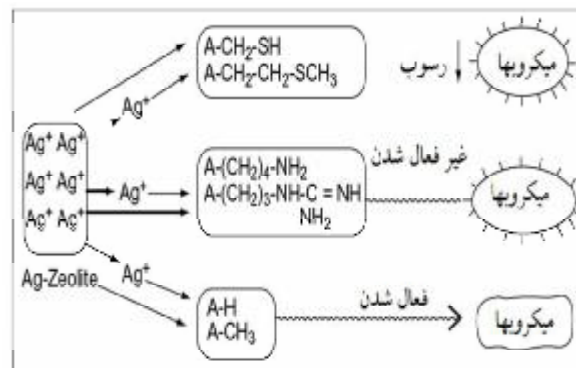 A-CH₂-SH
A-CH₂-CH₂-SCH₃
Ag⁺
رسوب
میکروبها
Ag⁺ Ag⁺
Ag⁺ Ag⁺
Ag⁺ Ag⁺
Ag-Zeolite
Ag⁺
A-(CH₂)₄-NH₂
A-(CH₂)₃-NH-C = NH
NH₂
غیر فعال شدن
میکروبها
Ag⁺
A-H
A-CH₃
فعال شدن
میکروبها